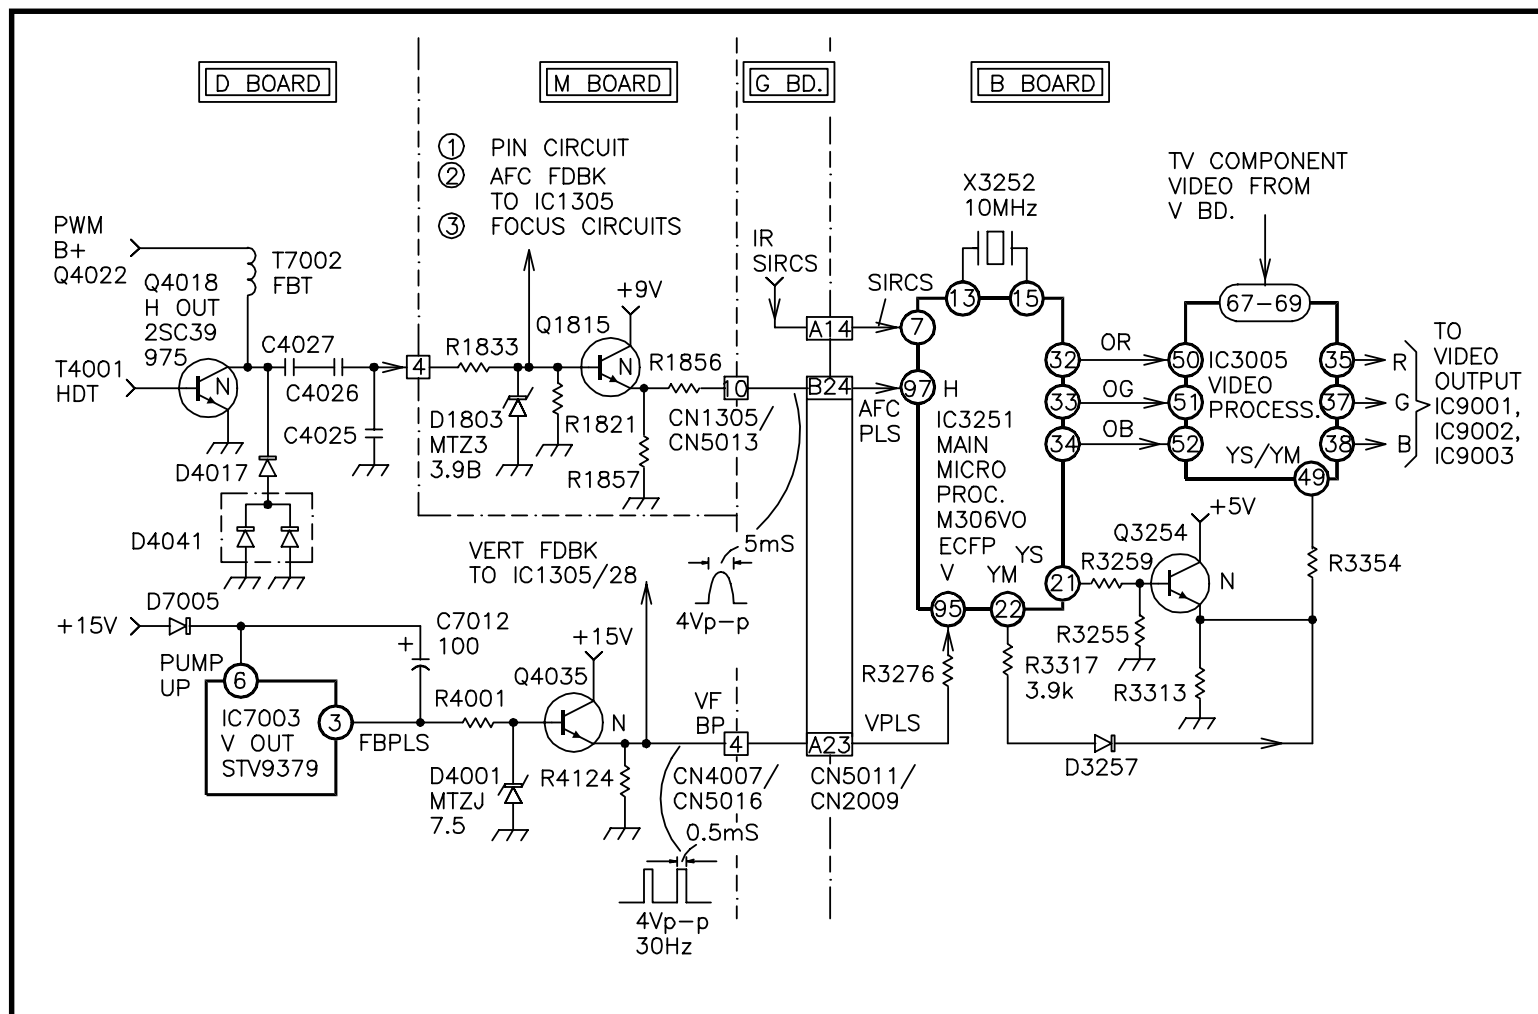 D BOARD
M BOARD
G BD.
B BOARD
1 PIN CIRCUIT
2 AFC FDBK
TO IC1305
3 FOCUS CIRCUITS
TV COMPONENT
VIDEO FROM
V BD.
X3252
10MHz
PWM
B+
Q4022
T7002
FBT
Q4018
H OUT
2SC39
975
N
T4001
HDT
C4027
C4026
C4025
D4017
D4041
4
R1833
Q1815
+9V
N
R1856
D1803
MTZ3
3.9B
R1821
R1857
10
CN1305/
CN5013
IR
SIRCS
SIRCS
A14
B24
AFC
PLS
7
13
15
97
H
IC3251
MAIN
MICRO
PROC.
M306VO
ECFP
V
YM
YS
32
33
34
OR
OG
OB
50
51
52
67-69
IC3005
VIDEO
PROCESS.
YS/YM
35
37
38
49
R
G
B
TO
VIDEO
OUTPUT
IC9001,
IC9002,
IC9003
5mS
4Vp-p
VERT FDBK
TO IC1305/28
21
22
95
R3259
Q3254
+5V
N
R3354
R3255
R3313
R3317
3.9k
R3276
D3257
D7005
+15V
PUMP
UP
6
IC7003
V OUT
STV9379
3
FBPLS
C7012
100
+
R4001
Q4035
+15V
N
D4001
MTZJ
7.5
R4124
VF
BP
4
CN4007/
CN5016
A23
VPLS
CN5011/
CN2009
0.5mS
4Vp-p
30Hz